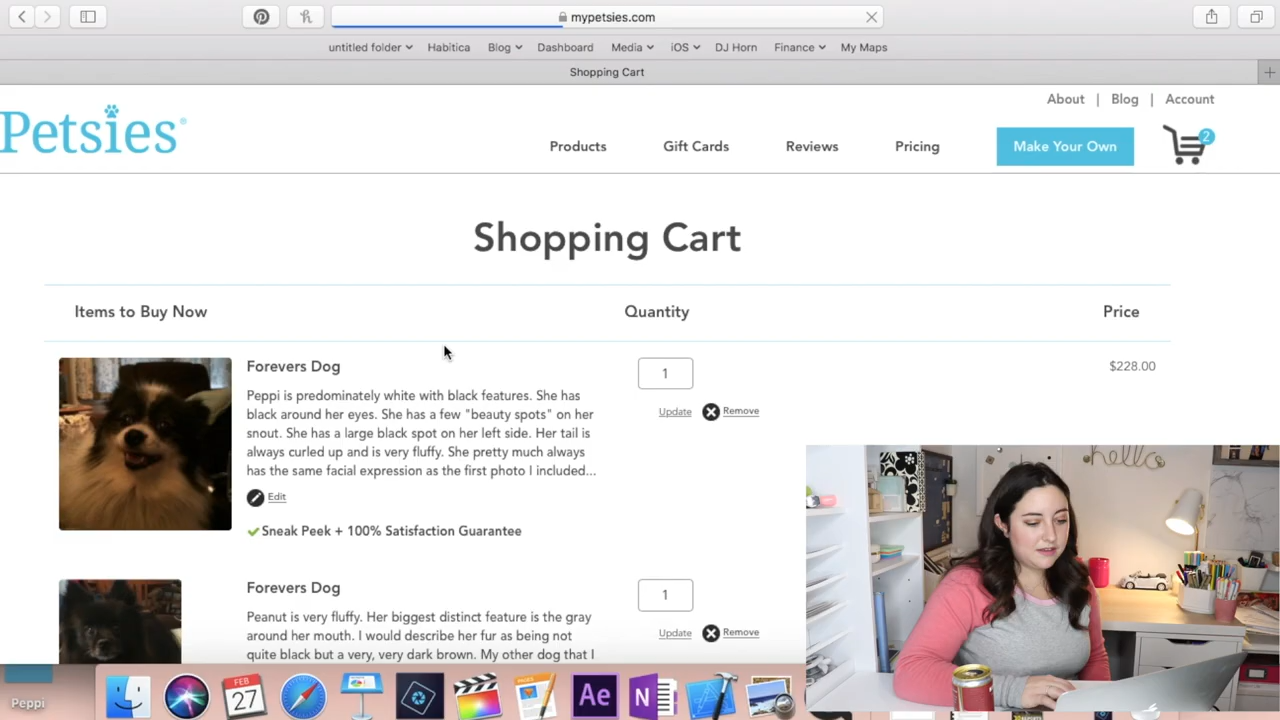 mypetsies.com
untitled folder Habitica Blog Dashboard Media iOS DJ Horn Finance My Maps
Shopping Cart
About | Blog | Account
Petsies®
Products Gift Cards Reviews Pricing Make Your Own 2
Shopping Cart
Items to Buy Now Quantity Price
Forevers Dog 1 $228.00
Peppi is predominately white with black features. She has
black around her eyes. She has a few "beauty spots" on her
snout. She has a large black spot on her left side. Her tail is
always curled up and is very fluffy. She pretty much always
has the same facial expression as the first photo I included...
Update Remove
Edit
Sneak Peek + 100% Satisfaction Guarantee
Forevers Dog 1
Peanut is very fluffy. Her biggest distinct feature is the gray
around her mouth. I would describe her fur as being not
quite black but a very, very dark brown. My other dog that I
Update Remove
hello
Peppi
FEB
27
Ae
N